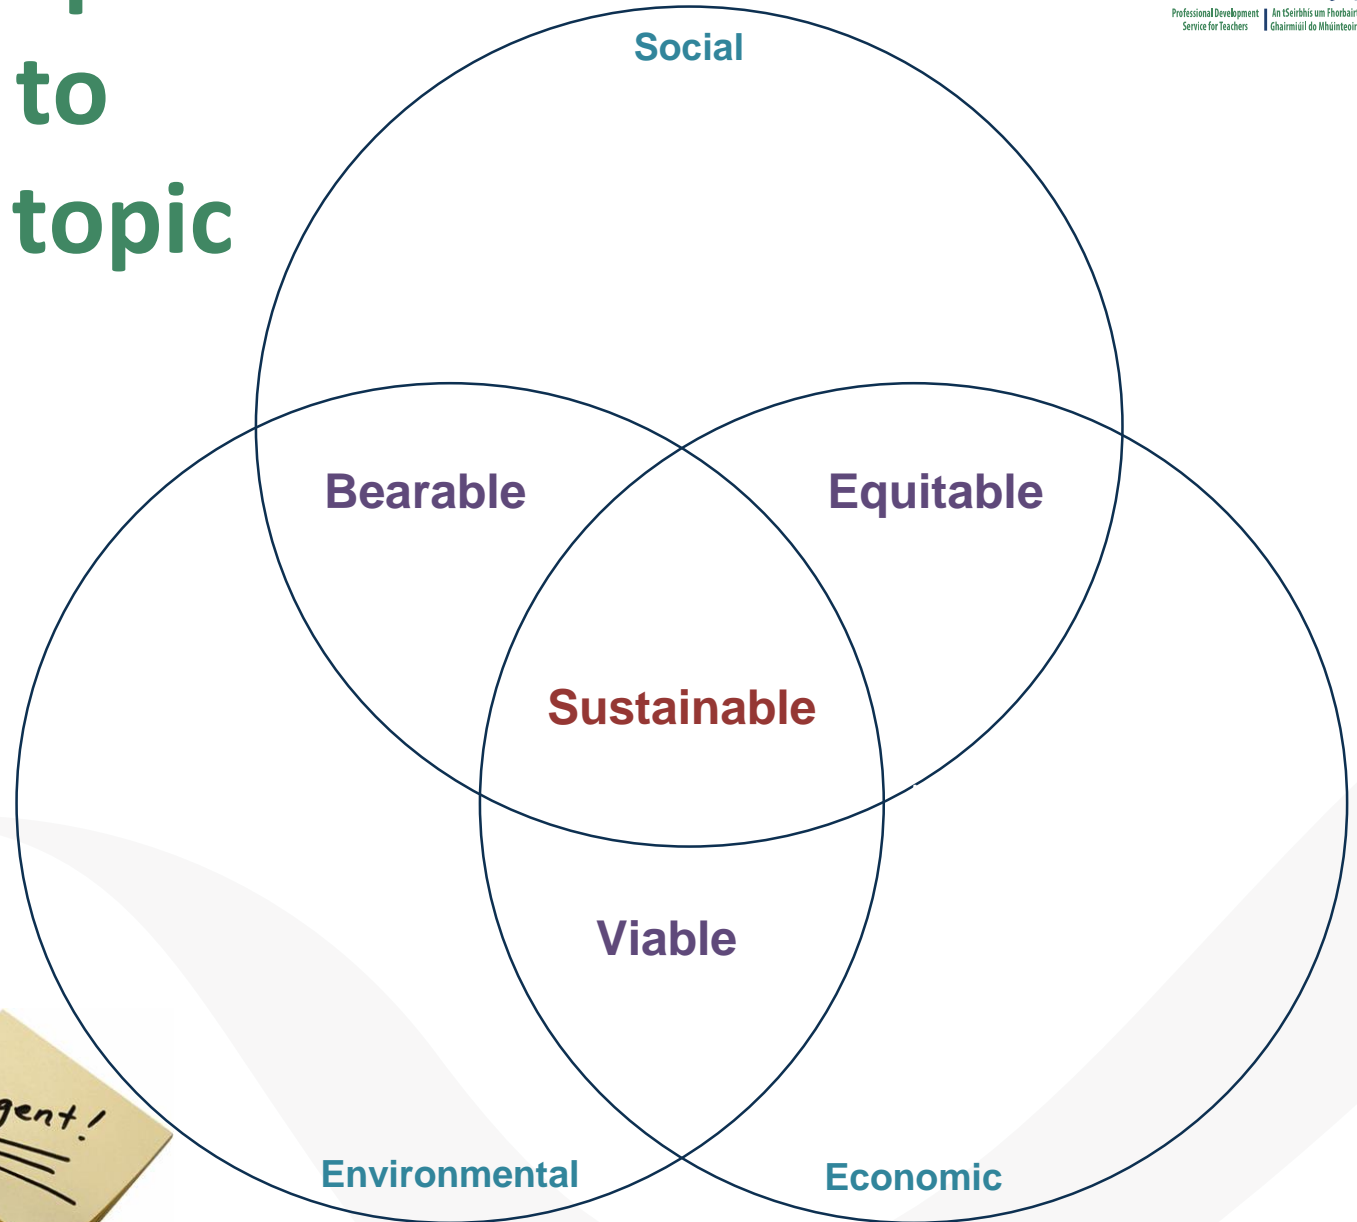 to
topic
Professional Development
Service for Teachers
An tSeirbhís um Fhorbairt
Ghairmiúil do Mhúinteoirí
Social
Bearable
Equitable
Sustainable
Viable
Environmental
Economic